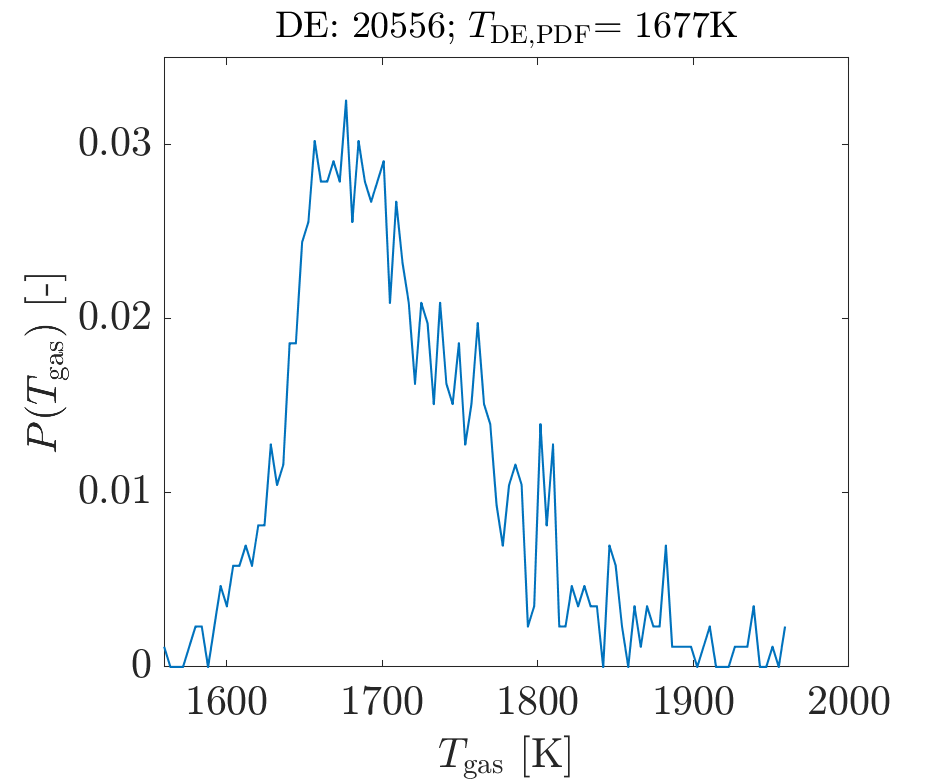 DE: 20556; T_DE,PDF= 1677K
0.03
0.02
0.01
0
P(T_gas) [-]
1600 1700 1800 1900 2000
T_gas [K]